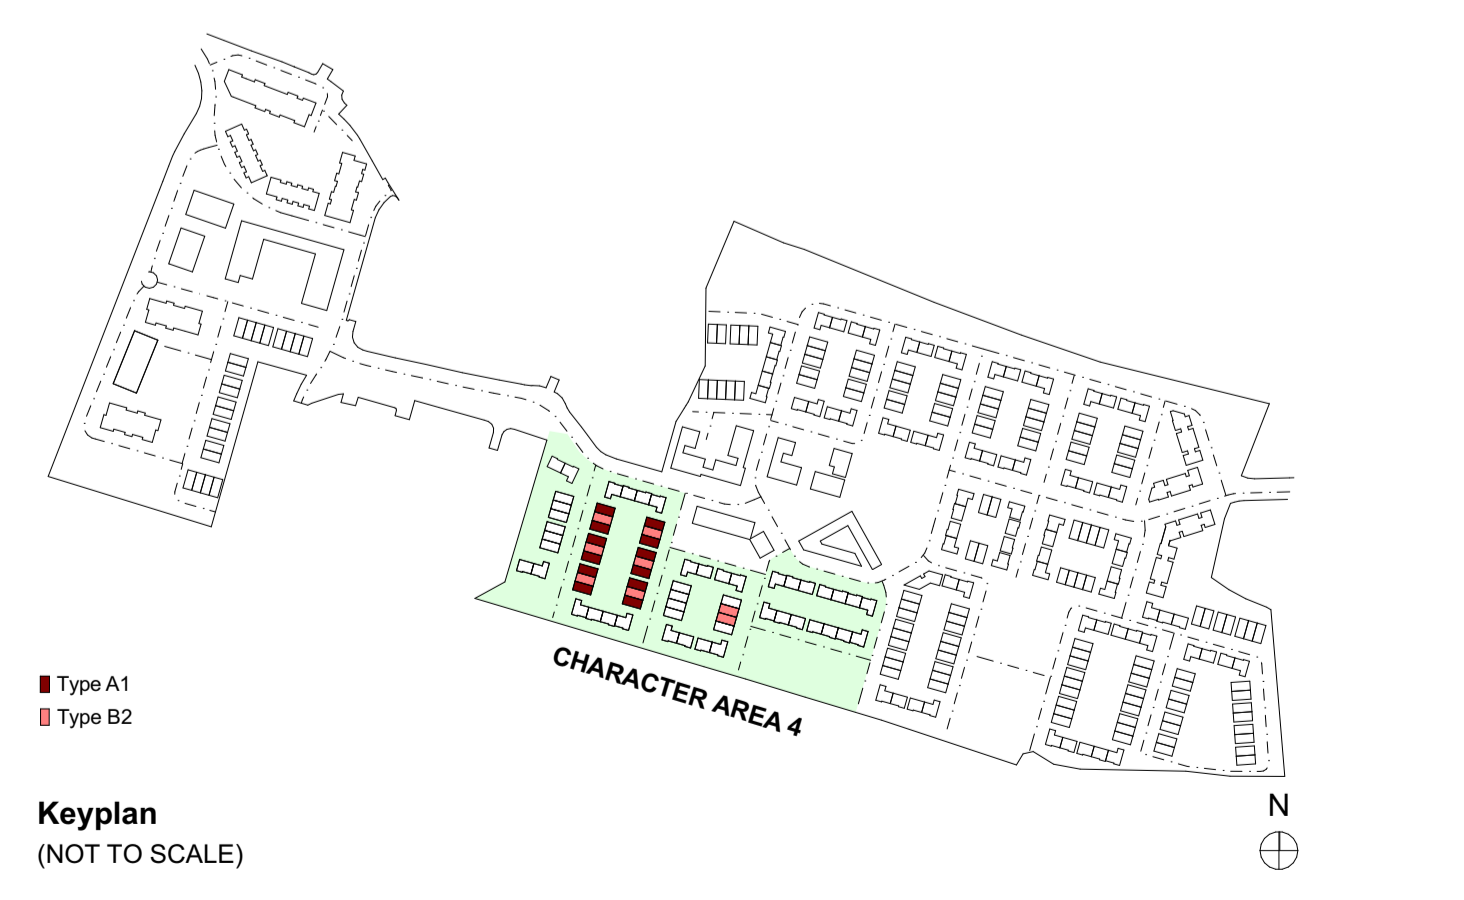 CHARACTER AREA 4
Type A1
Type B2
Keyplan
(NOT TO SCALE)
N